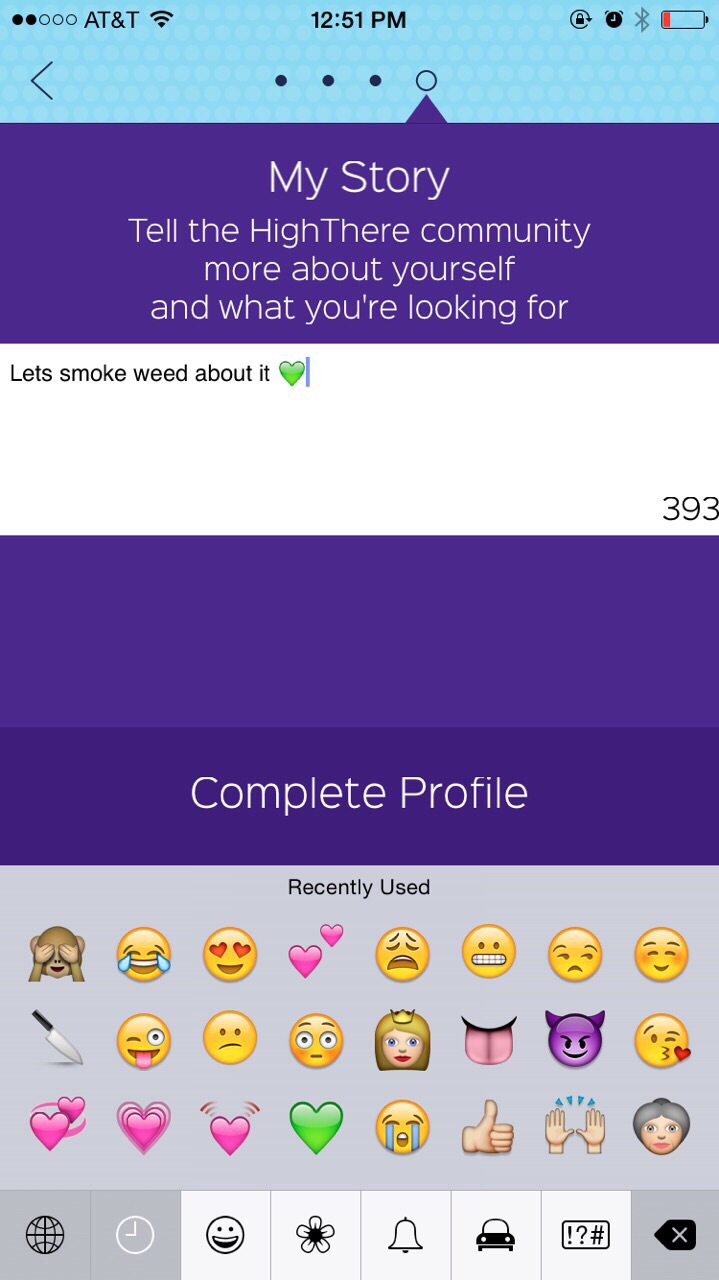 AT&T 12:51 PM
My Story
Tell the HighThere community
more about yourself
and what you're looking for
Lets smoke weed about it 💚
393
Complete Profile
Recently Used
!?#